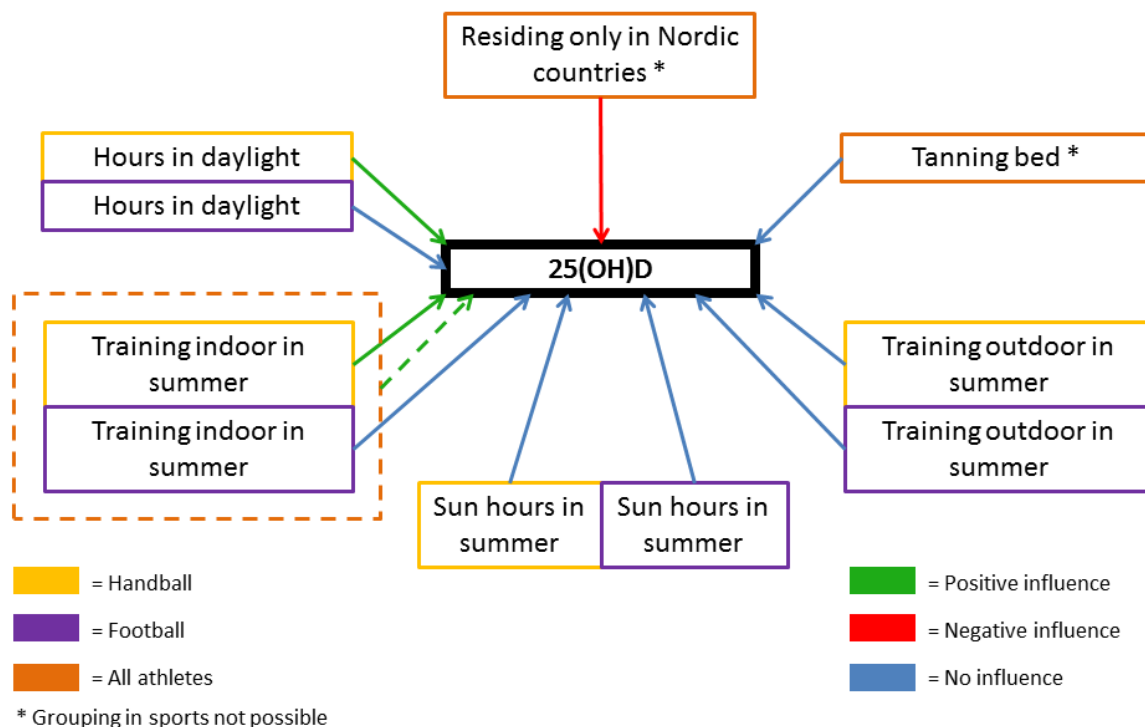 Residing only in Nordic
countries *
Hours in daylight
Hours in daylight
Tanning bed *
25(OH)D
Training indoor in
summer
Training indoor in
summer
Training outdoor in
summer
Training outdoor in
summer
Sun hours in
summer
Sun hours in
summer
= Handball
= Football
= All athletes
* Grouping in sports not possible
= Positive influence
= Negative influence
= No influence